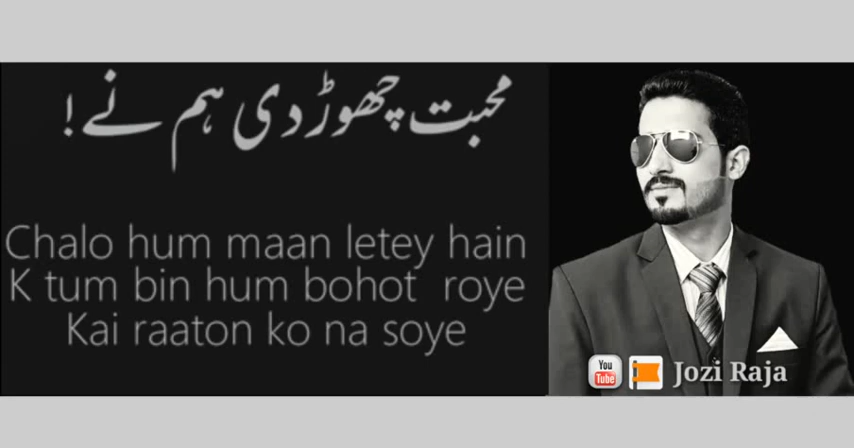 محبت چھوڑ دی ہم نے !
Chalo hum maan letey hain
K tum bin hum bohot roye
Kai raaton ko na soye
You
Tube
Jozi Raja